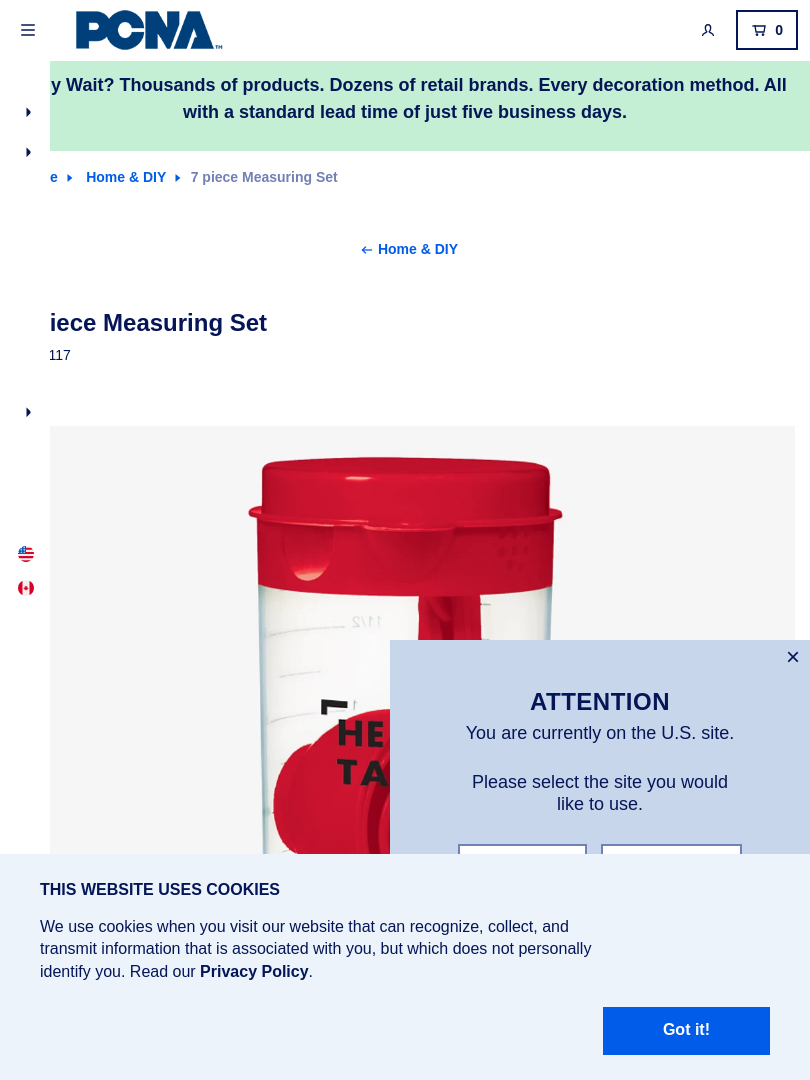 PCNA™
0
y Wait? Thousands of products. Dozens of retail brands. Every decoration method. All
with a standard lead time of just five business days.
e Home & DIY 7 piece Measuring Set
← Home & DIY
iece Measuring Set
117
11/2
HE
TA
×
ATTENTION
You are currently on the U.S. site.
Please select the site you would
like to use.
THIS WEBSITE USES COOKIES
We use cookies when you visit our website that can recognize, collect, and
transmit information that is associated with you, but which does not personally
identify you. Read our Privacy Policy.
Got it!